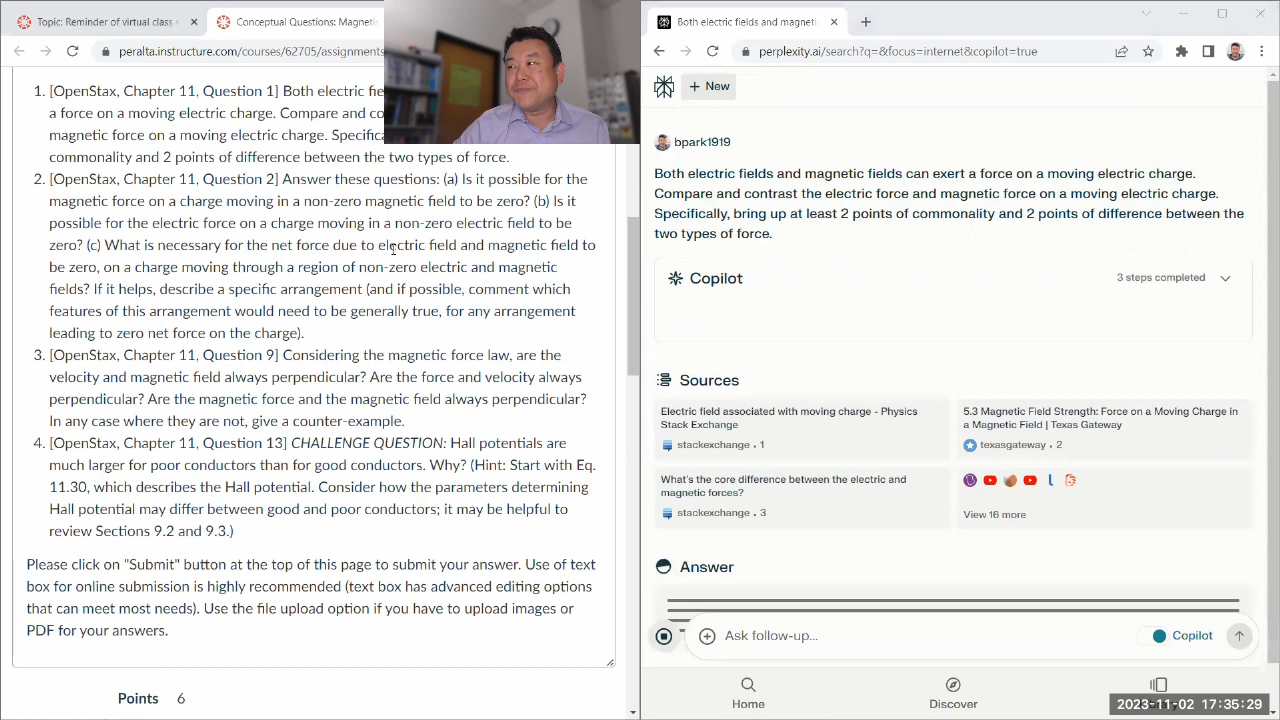 Topic: Reminder of virtual class
Conceptual Questions: Magnetis
peralta.instructure.com/courses/62705/assignments
1. [OpenStax, Chapter 11, Question 1] Both electric fie
a force on a moving electric charge. Compare and co
magnetic force on a moving electric charge. Specifica
commonality and 2 points of difference between the two types of force.
2. [OpenStax, Chapter 11, Question 2] Answer these questions: (a) Is it possible for the
magnetic force on a charge moving in a non-zero magnetic field to be zero? (b) Is it
possible for the electric force on a charge moving in a non-zero electric field to be
zero? (c) What is necessary for the net force due to electric field and magnetic field to
be zero, on a charge moving through a region of non-zero electric and magnetic
fields? If it helps, describe a specific arrangement (and if possible, comment which
features of this arrangement would need to be generally true, for any arrangement
leading to zero net force on the charge).
3. [OpenStax, Chapter 11, Question 9] Considering the magnetic force law, are the
velocity and magnetic field always perpendicular? Are the force and velocity always
perpendicular? Are the magnetic force and the magnetic field always perpendicular?
In any case where they are not, give a counter-example.
4. [OpenStax, Chapter 11, Question 13] CHALLENGE QUESTION: Hall potentials are
much larger for poor conductors than for good conductors. Why? (Hint: Start with Eq.
11.30, which describes the Hall potential. Consider how the parameters determining
Hall potential may differ between good and poor conductors; it may be helpful to
review Sections 9.2 and 9.3.)
Please click on "Submit" button at the top of this page to submit your answer. Use of text
box for online submission is highly recommended (text box has advanced editing options
that can meet most needs). Use the file upload option if you have to upload images or
PDF for your answers.
Points 6
Both electric fields and magneti
perplexity.ai/search?q=&focus=internet&copilot=true
+ New
bpark1919
Both electric fields and magnetic fields can exert a force on a moving electric charge.
Compare and contrast the electric force and magnetic force on a moving electric charge.
Specifically, bring up at least 2 points of commonality and 2 points of difference between the
two types of force.
Copilot
3 steps completed
Sources
Electric field associated with moving charge - Physics
Stack Exchange
stackexchange · 1
5.3 Magnetic Field Strength: Force on a Moving Charge in
a Magnetic Field | Texas Gateway
texasgateway · 2
What's the core difference between the electric and
magnetic forces?
stackexchange · 3
View 16 more
Answer
Ask follow-up...
Copilot
Home
Discover
2023-11-02 17:35:29